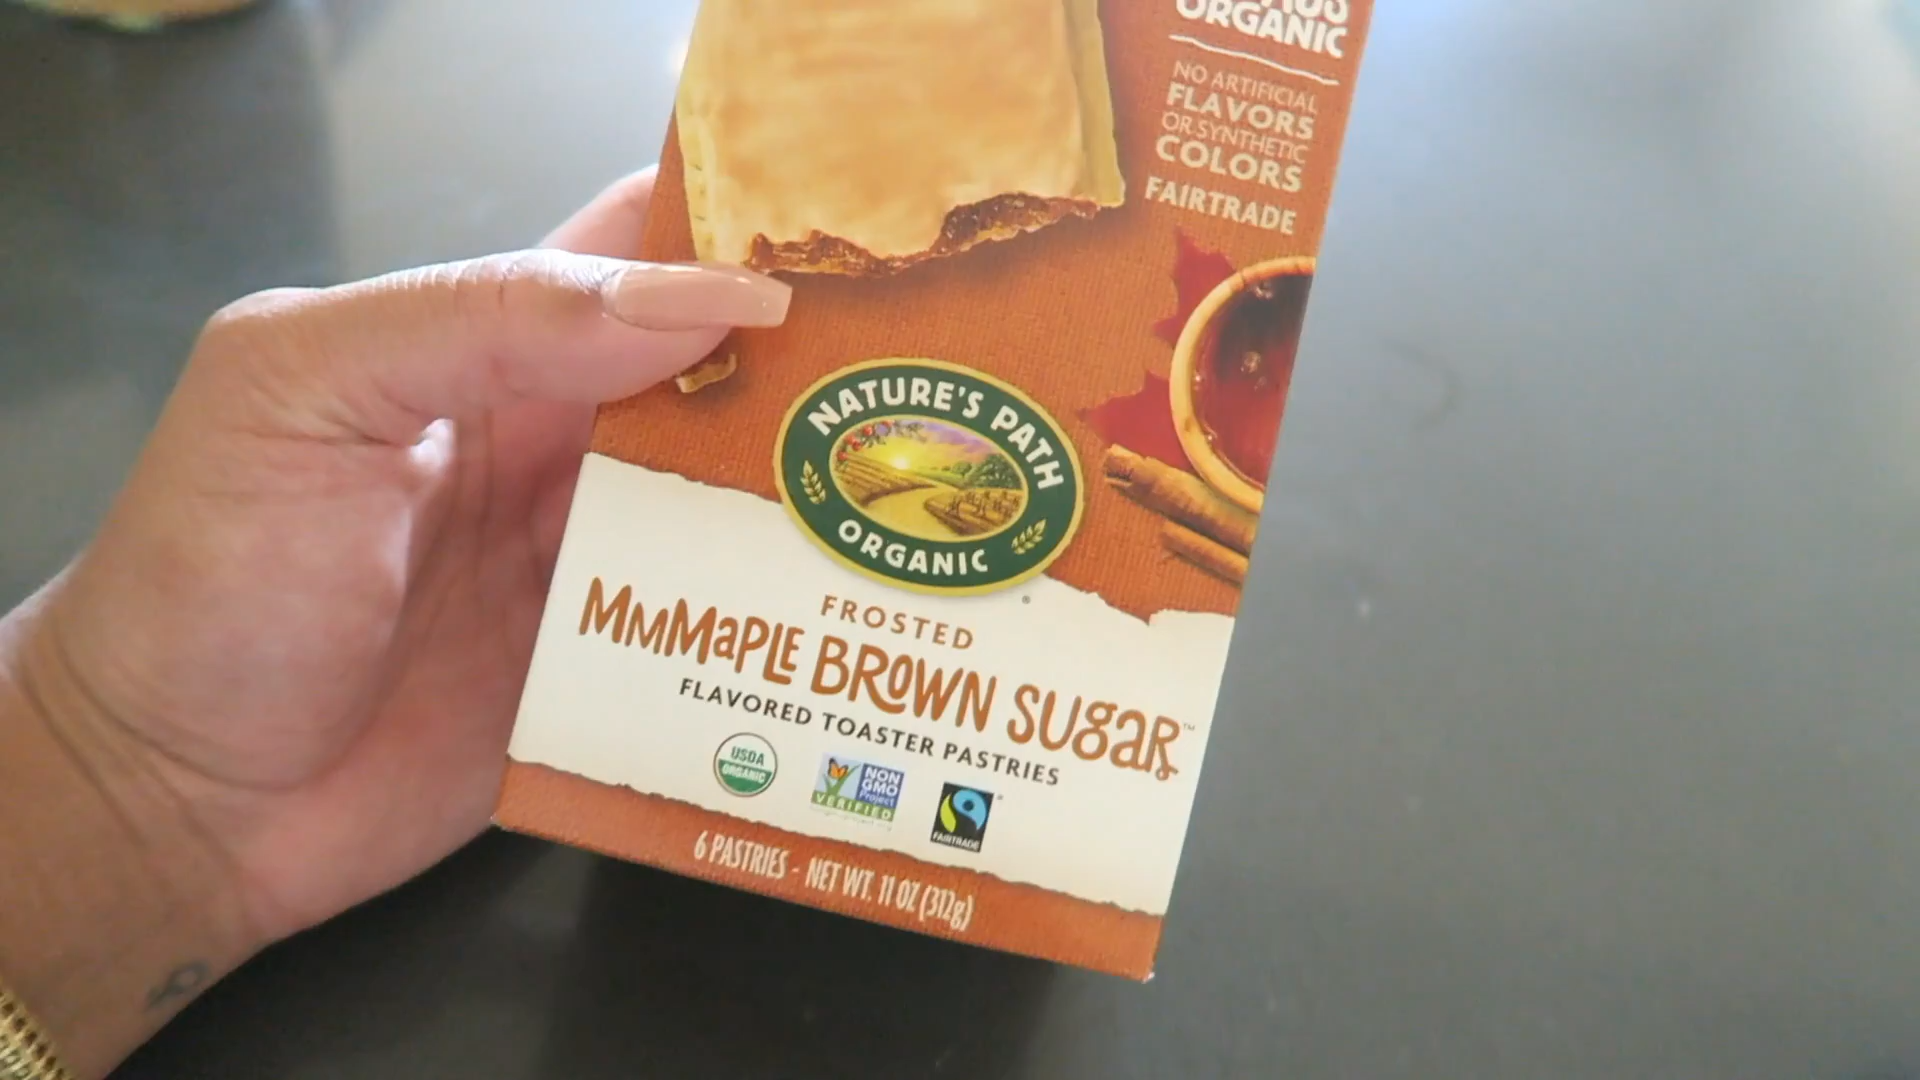 ORGANIC
NO ARTIFICIAL
FLAVORS
OR SYNTHETIC
COLORS
FAIRTRADE
NATURE'S PATH
ORGANIC
®
FROSTED
MmMaPLE BROWN SUgaR™
FLAVORED TOASTER PASTRIES
USDA
ORGANIC
NON
GMO
Project
VERIFIED
FAIRTRADE
6 PASTRIES - NET WT. 11 OZ (312g)